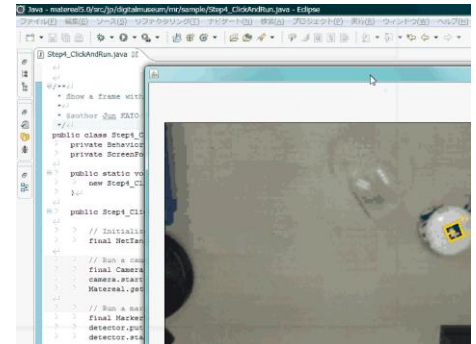 Java - matereal5.0/src/jp/digitalmuseum/mr/sample/Step4_ClickAndRun.java - Eclipse
ファイル(F) 編集(E) ソース(S) リファクタリング(T) ナビゲート(N) 検索(A) プロジェクト(P) 実行(R) ウィンドウ(W) ヘルプ(H)
Step4_ClickAndRun.java
/**
* Show a frame with
*
* @author Jun KATO
*/
public class Step4_C
private Behavior
private ScreenPo
public static vo
new Step4_Cl
}
public Step4_Cli
// Initializ
final NetTan
// Run a cam
final Camera
camera.start
Matereal.get
// Run a mar
final Marker
detector.put
detector.sta